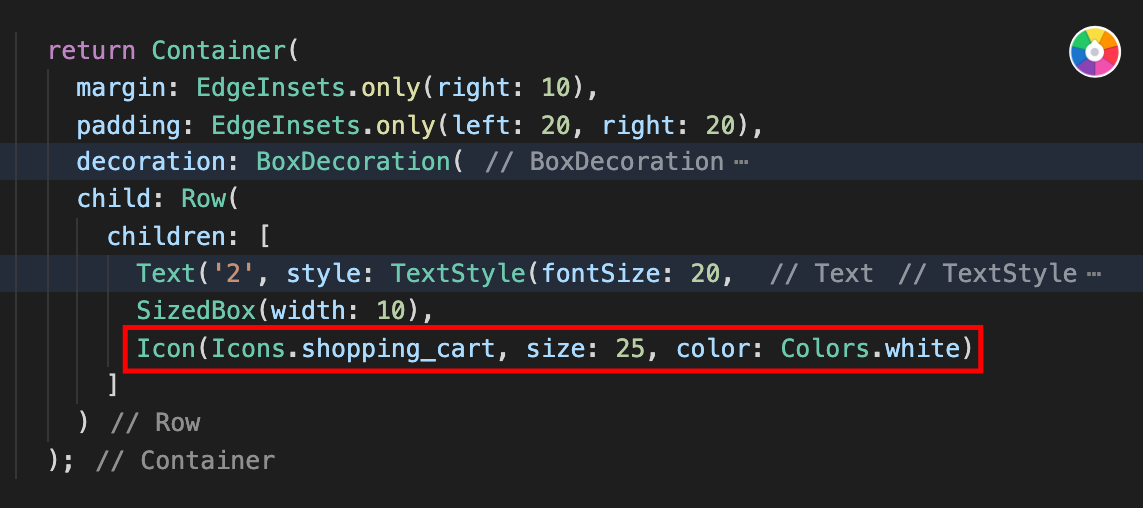 return Container(
margin: EdgeInsets.only(right: 10),
padding: EdgeInsets.only(left: 20, right: 20),
decoration: BoxDecoration( // BoxDecoration ⋯
child: Row(
children: [
Text('2', style: TextStyle(fontSize: 20, // Text // TextStyle ⋯
SizedBox(width: 10),
Icon(Icons.shopping_cart, size: 25, color: Colors.white)
]
) // Row
); // Container